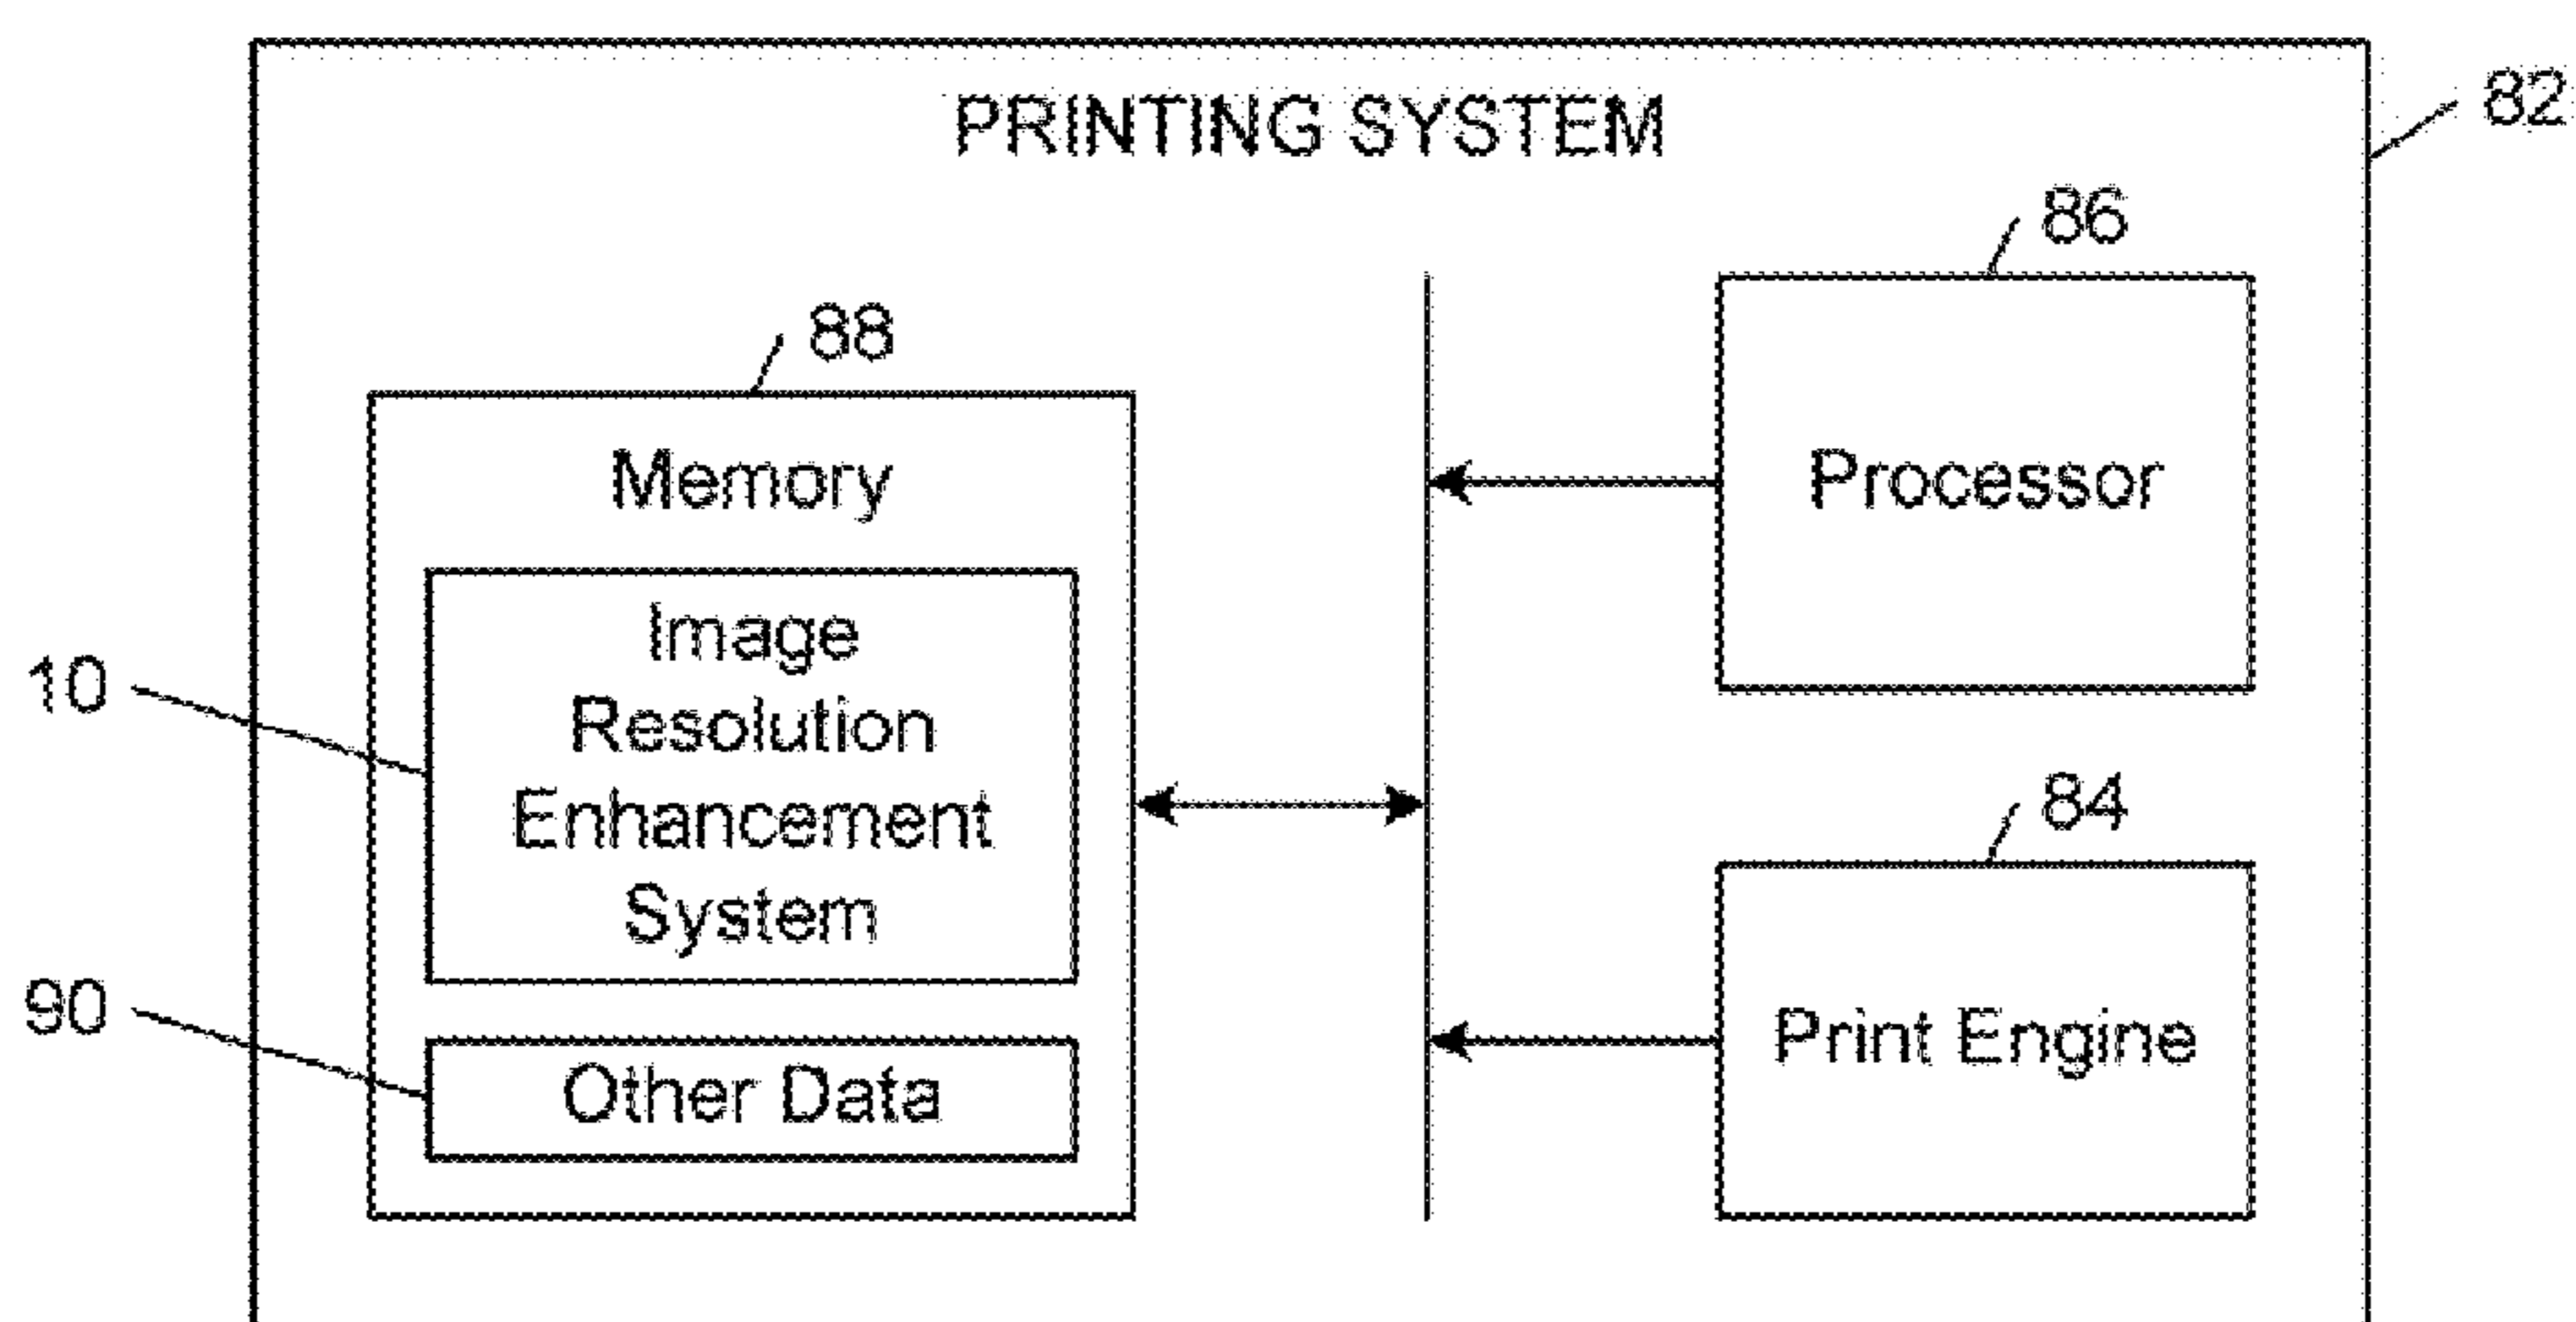 PRINTING SYSTEM
82
86
88
Memory
Processor
Image
Resolution
Enhancement
System
10
84
90
Other Data
Print Engine